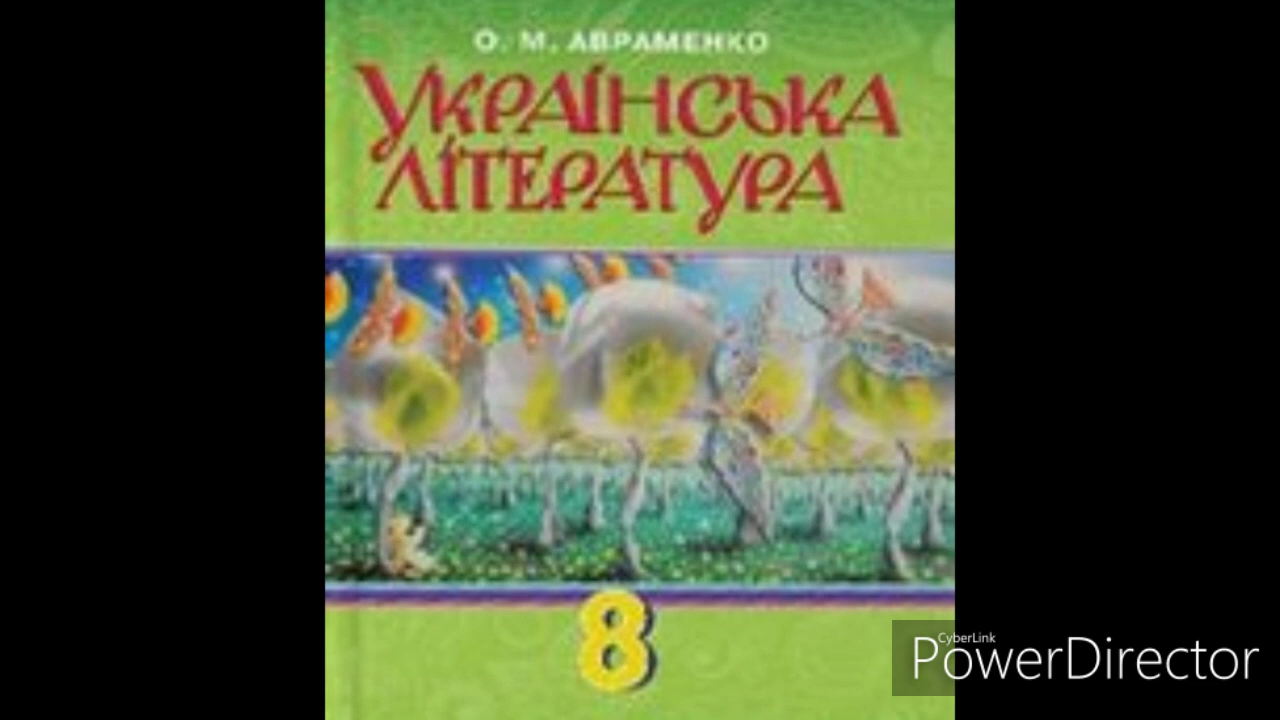 О. М. АВРАМЕНКО
УКРАЇНСЬКА
ЛІТЕРАТУРА
8
CyberLink
PowerDirector